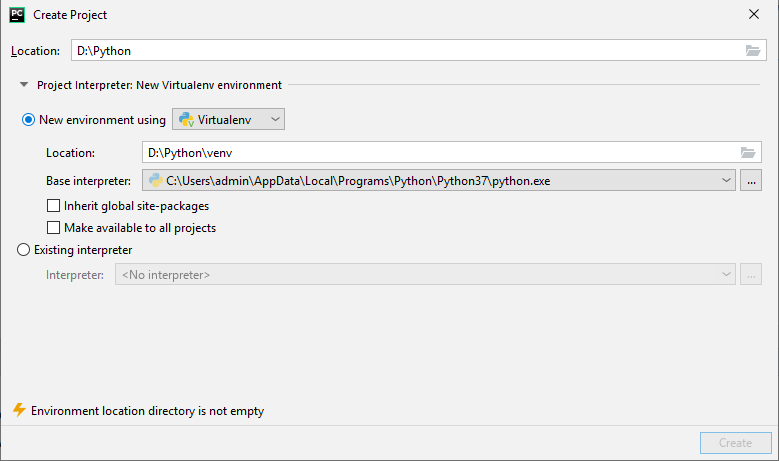 PC Create Project
Location: D:\Python
Project Interpreter: New Virtualenv environment
New environment using Virtualenv
Location: D:\Python\venv
Base interpreter: C:\Users\admin\AppData\Local\Programs\Python\Python37\python.exe ...
Inherit global site-packages
Make available to all projects
Existing interpreter
Interpreter: <No interpreter> ...
Environment location directory is not empty
Create